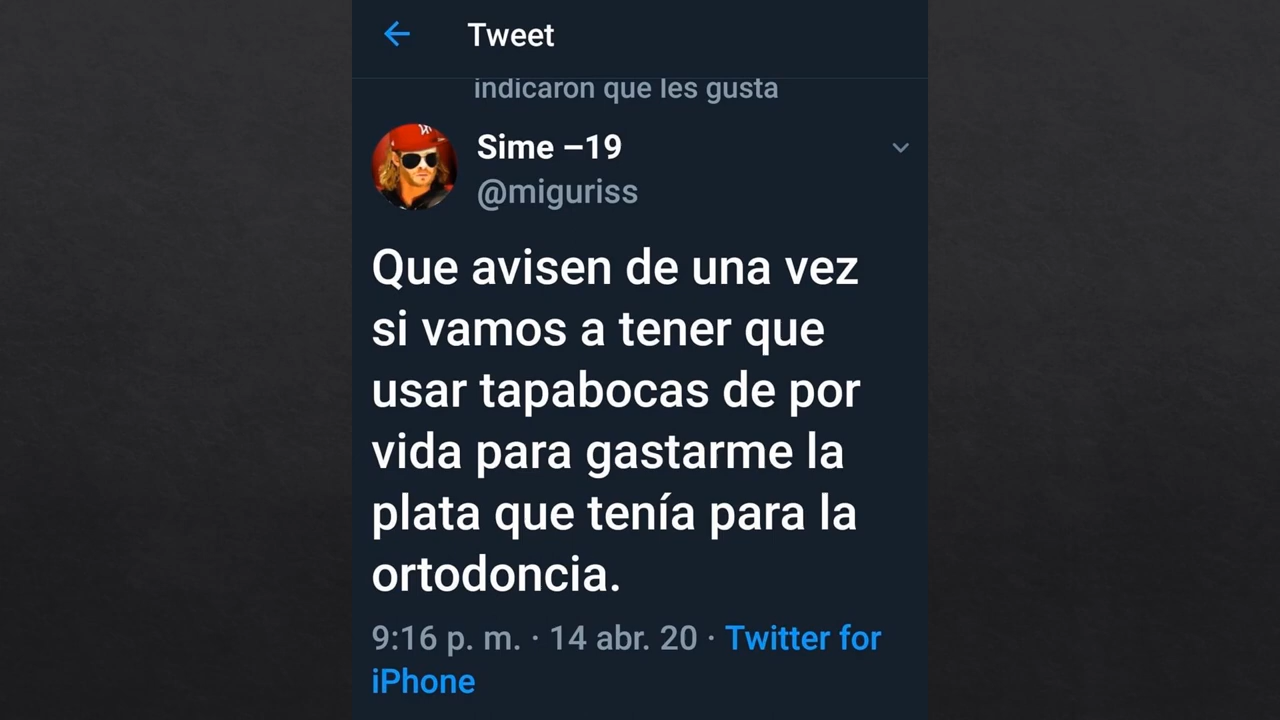 Tweet
indicaron que les gusta
Sime –19
@miguriss
Que avisen de una vez
si vamos a tener que
usar tapabocas de por
vida para gastarme la
plata que tenía para la
ortodoncia.
9:16 p. m. · 14 abr. 20 · Twitter for
iPhone